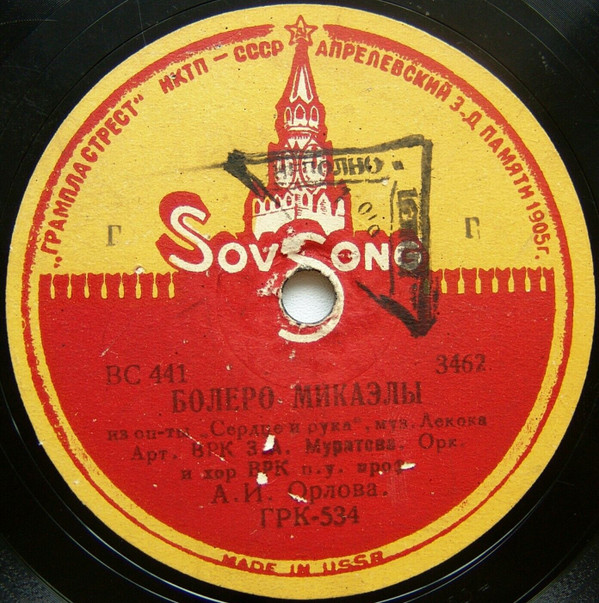 „ГРАМПЛАСТРЕСТ" НКТП — СССР АПРЕЛЕВСКИЙ З-Д ПАМЯТИ 1905г.
Г Г
SovSong
ВС 441 3462
БОЛЕРО МИКАЭЛЫ
из оп-ты „Сердце и рука", муз. Лекока
Арт. ВРК З. А. Муратова. Орк.
и хор ВРК п. у. проф.
А. И. Орлова.
ГРК-534
MADE IN USSR